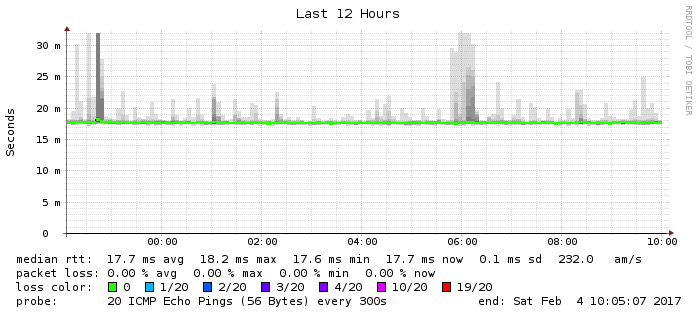 Last 12 Hours
RRDTOOL / TOBI OETIKER
Seconds
30 m
25 m
20 m
15 m
10 m
5 m
0
00:00 02:00 04:00 06:00 08:00 10:00
median rtt: 17.7 ms avg 18.2 ms max 17.6 ms min 17.7 ms now 0.1 ms sd 232.0 am/s
packet loss: 0.00 % avg 0.00 % max 0.00 % min 0.00 % now
loss color: 0 1/20 2/20 3/20 4/20 10/20 19/20
probe: 20 ICMP Echo Pings (56 Bytes) every 300s end: Sat Feb 4 10:05:07 2017